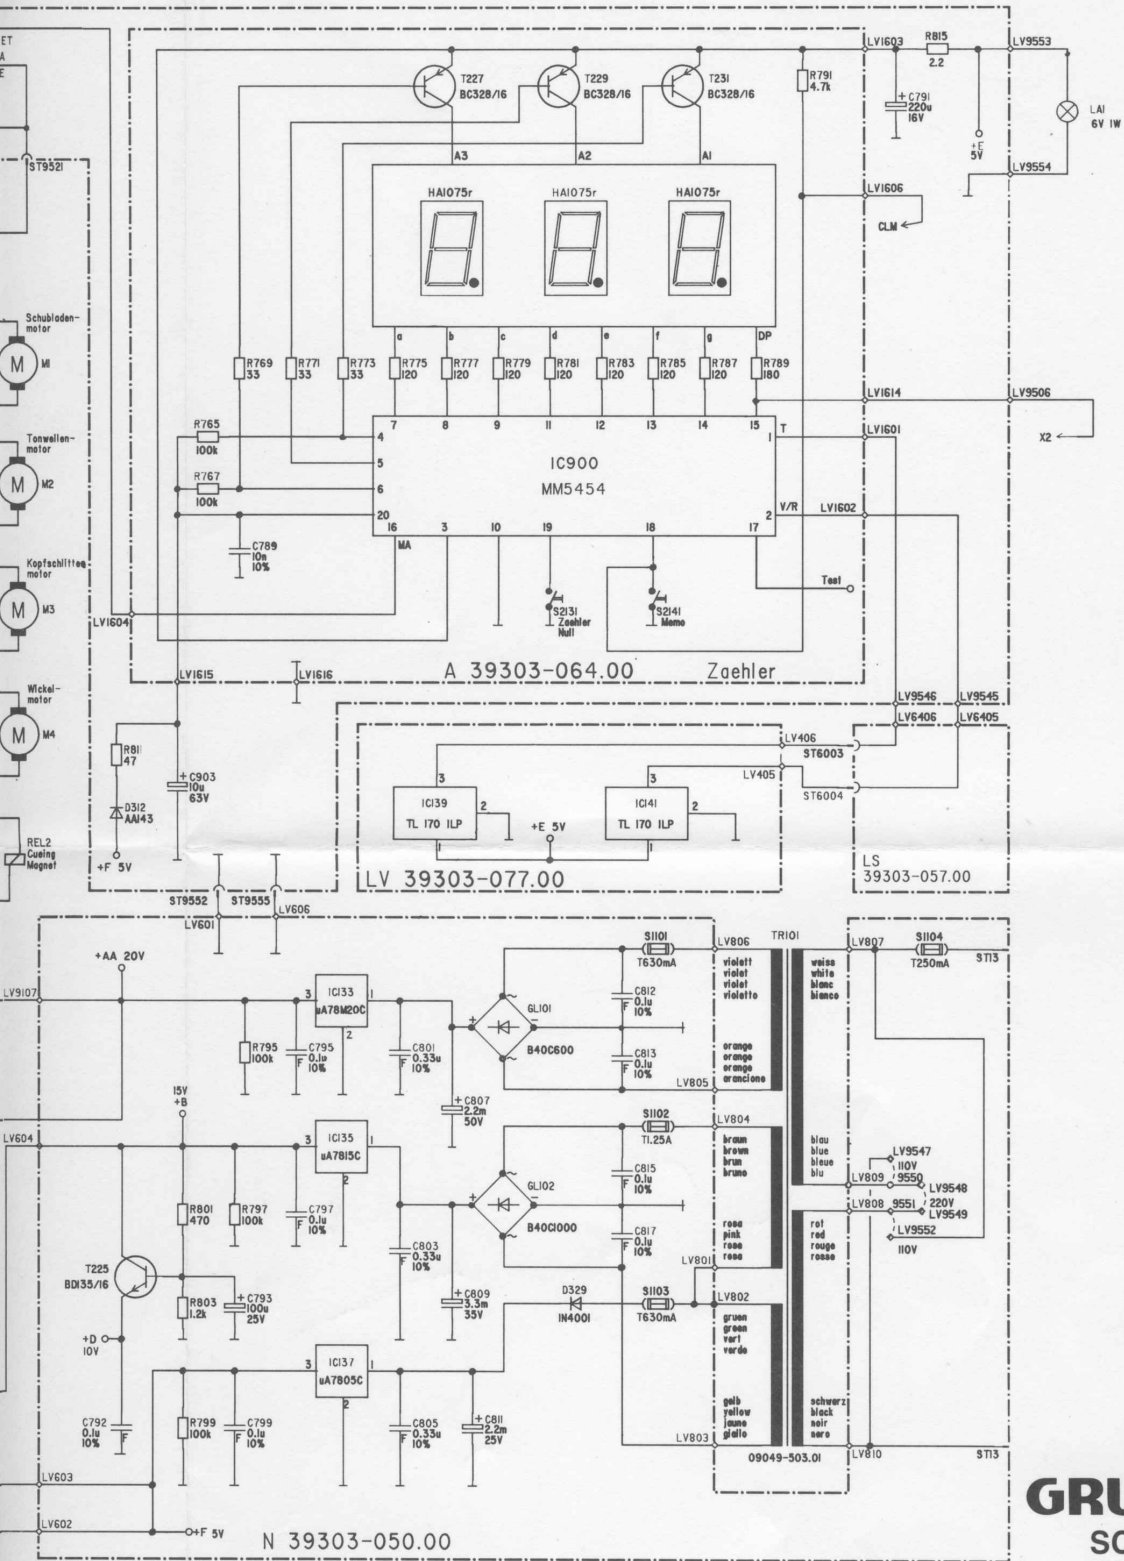 ET
A
E
ST9521
T227
BC328/16
T229
BC328/16
T231
BC328/16
R791
4.7k
LV1603
R815
2.2
LV9553
+
C791
220u
16V
+E
5V
LA1
6V 1W
LV9554
A3
A2
A1
HA1075r
HA1075r
HA1075r
LV1606
CLM
Schubladen-
motor
M
M1
a
b
c
d
e
f
g
DP
R769
33
R771
33
R773
33
R775
120
R777
120
R779
120
R781
120
R783
120
R785
120
R787
120
R789
180
LV1614
LV9506
X2
R765
100k
R767
100k
4
5
6
20
7
8
9
11
12
13
14
15
1
T
LV1601
IC900
MM5454
2
V/R
LV1602
16
3
10
19
18
17
MA
C789
10n
10%
Tonwellen-
motor
M
M2
Kopfschlitten
motor
M
M3
S2131
Zaehler
Null
S2141
Memo
Test
LV1604
LV1615
LV1616
A 39303-064.00 Zaehler
Wickel-
motor
M
M4
R811
47
D312
AA143
+F 5V
+
C903
10u
63V
REL2
Cueing
Magnet
LV9546
LV9545
LV6406
LV6405
LV406
ST6003
LV405
ST6004
3
IC139
TL 170 ILP
2
1
+E 5V
3
IC141
TL 170 ILP
2
1
LV 39303-077.00
LS
39303-057.00
ST9552
ST9555
LV606
LV601
+AA 20V
LV9107
3
IC133
uA78M20C
1
2
R795
100k
C795
0.1u
F
10%
C801
0.33u
F
10%
+
C807
2.2m
50V
GL101
B40C600
+
-
~
~
C812
0.1u
F
10%
C813
0.1u
F
10%
S1101
T630mA
LV806
violett
violet
violet
violetto
orange
orange
orange
arancione
LV805
TR101
weiss
white
blanc
bianco
LV807
S1104
T250mA
ST13
15V
+B
LV604
3
IC135
uA7815C
1
2
R801
470
R797
100k
C797
0.1u
F
10%
C803
0.33u
F
10%
+
C809
3.3m
35V
GL102
B40C1000
+
-
~
~
C815
0.1u
F
10%
C817
0.1u
F
10%
S1102
T1.25A
LV804
braun
brown
brun
bruno
rosa
pink
rose
rosa
LV801
blau
blue
bleue
blu
LV809
LV9547
110V
9550
LV9548
220V
LV808
9551
LV9549
LV9552
110V
rot
red
rouge
rosso
T225
BD135/16
R803
1.2k
+
C793
100u
25V
+D
10V
D329
1N4001
S1103
T630mA
LV802
gruen
green
vert
verde
gelb
yellow
jaune
giallo
LV803
schwarz
black
noir
nero
LV810
ST13
09049-503.01
3
IC137
uA7805C
1
2
C792
0.1u
F
10%
R799
100k
C799
0.1u
F
10%
C805
0.33u
F
10%
+
C811
2.2m
25V
LV603
LV602
+F 5V
N 39303-050.00
GRU
SC